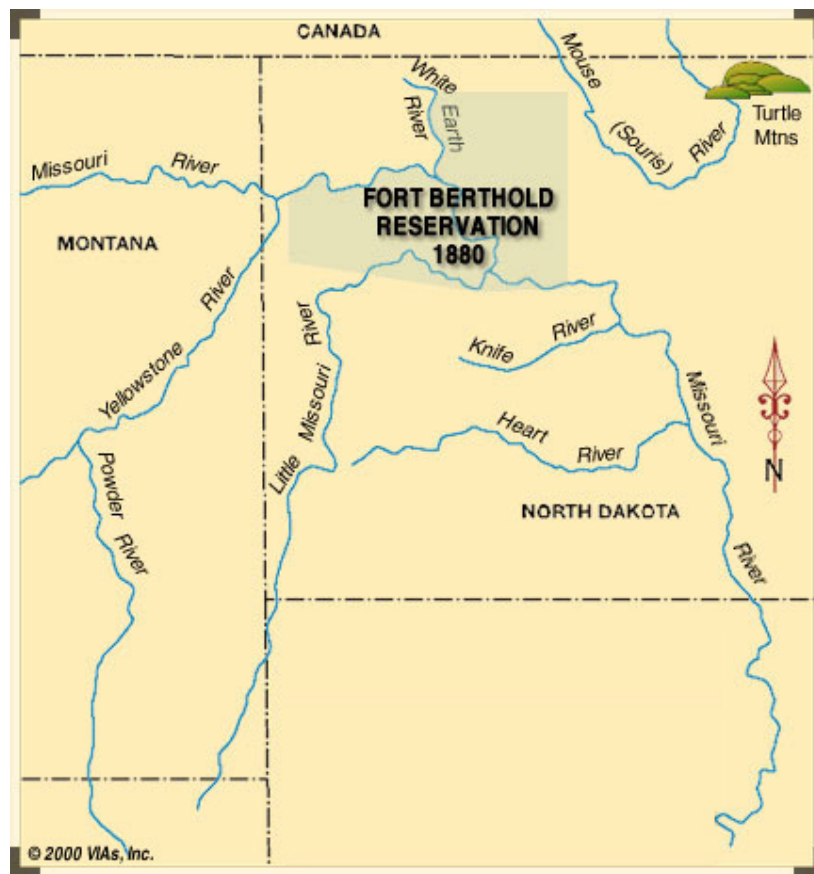 CANADA
White
Earth
River
Mouse
(Souris)
River
Turtle
Mtns
Missouri River
FORT BERTHOLD
RESERVATION
1880
MONTANA
Yellowstone River
Little Missouri River
Knife River
Heart River
Missouri River
Powder River
NORTH DAKOTA
N
© 2000 VIAs, Inc.